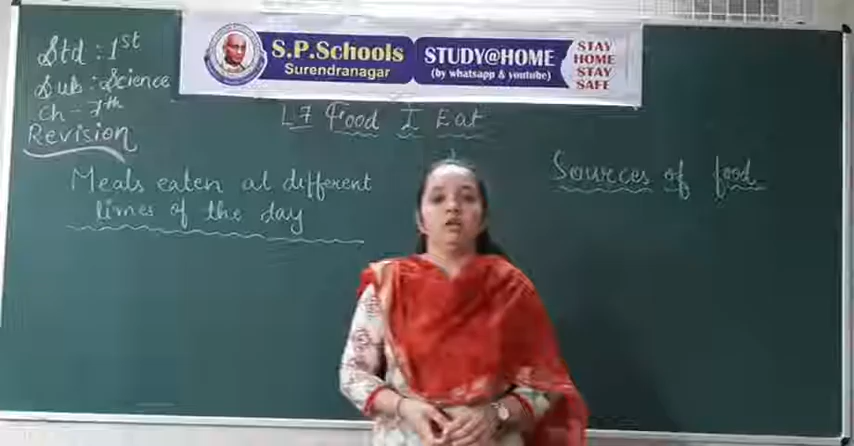 Std : 1st
Sub : Science
Ch - 7th
Revision
S.P.Schools
Surendranagar
STUDY@HOME
(by whatsapp & youtube)
STAY
HOME
STAY
SAFE
L7 Food I Eat
Meals eaten at different
times of the day
Sources of food